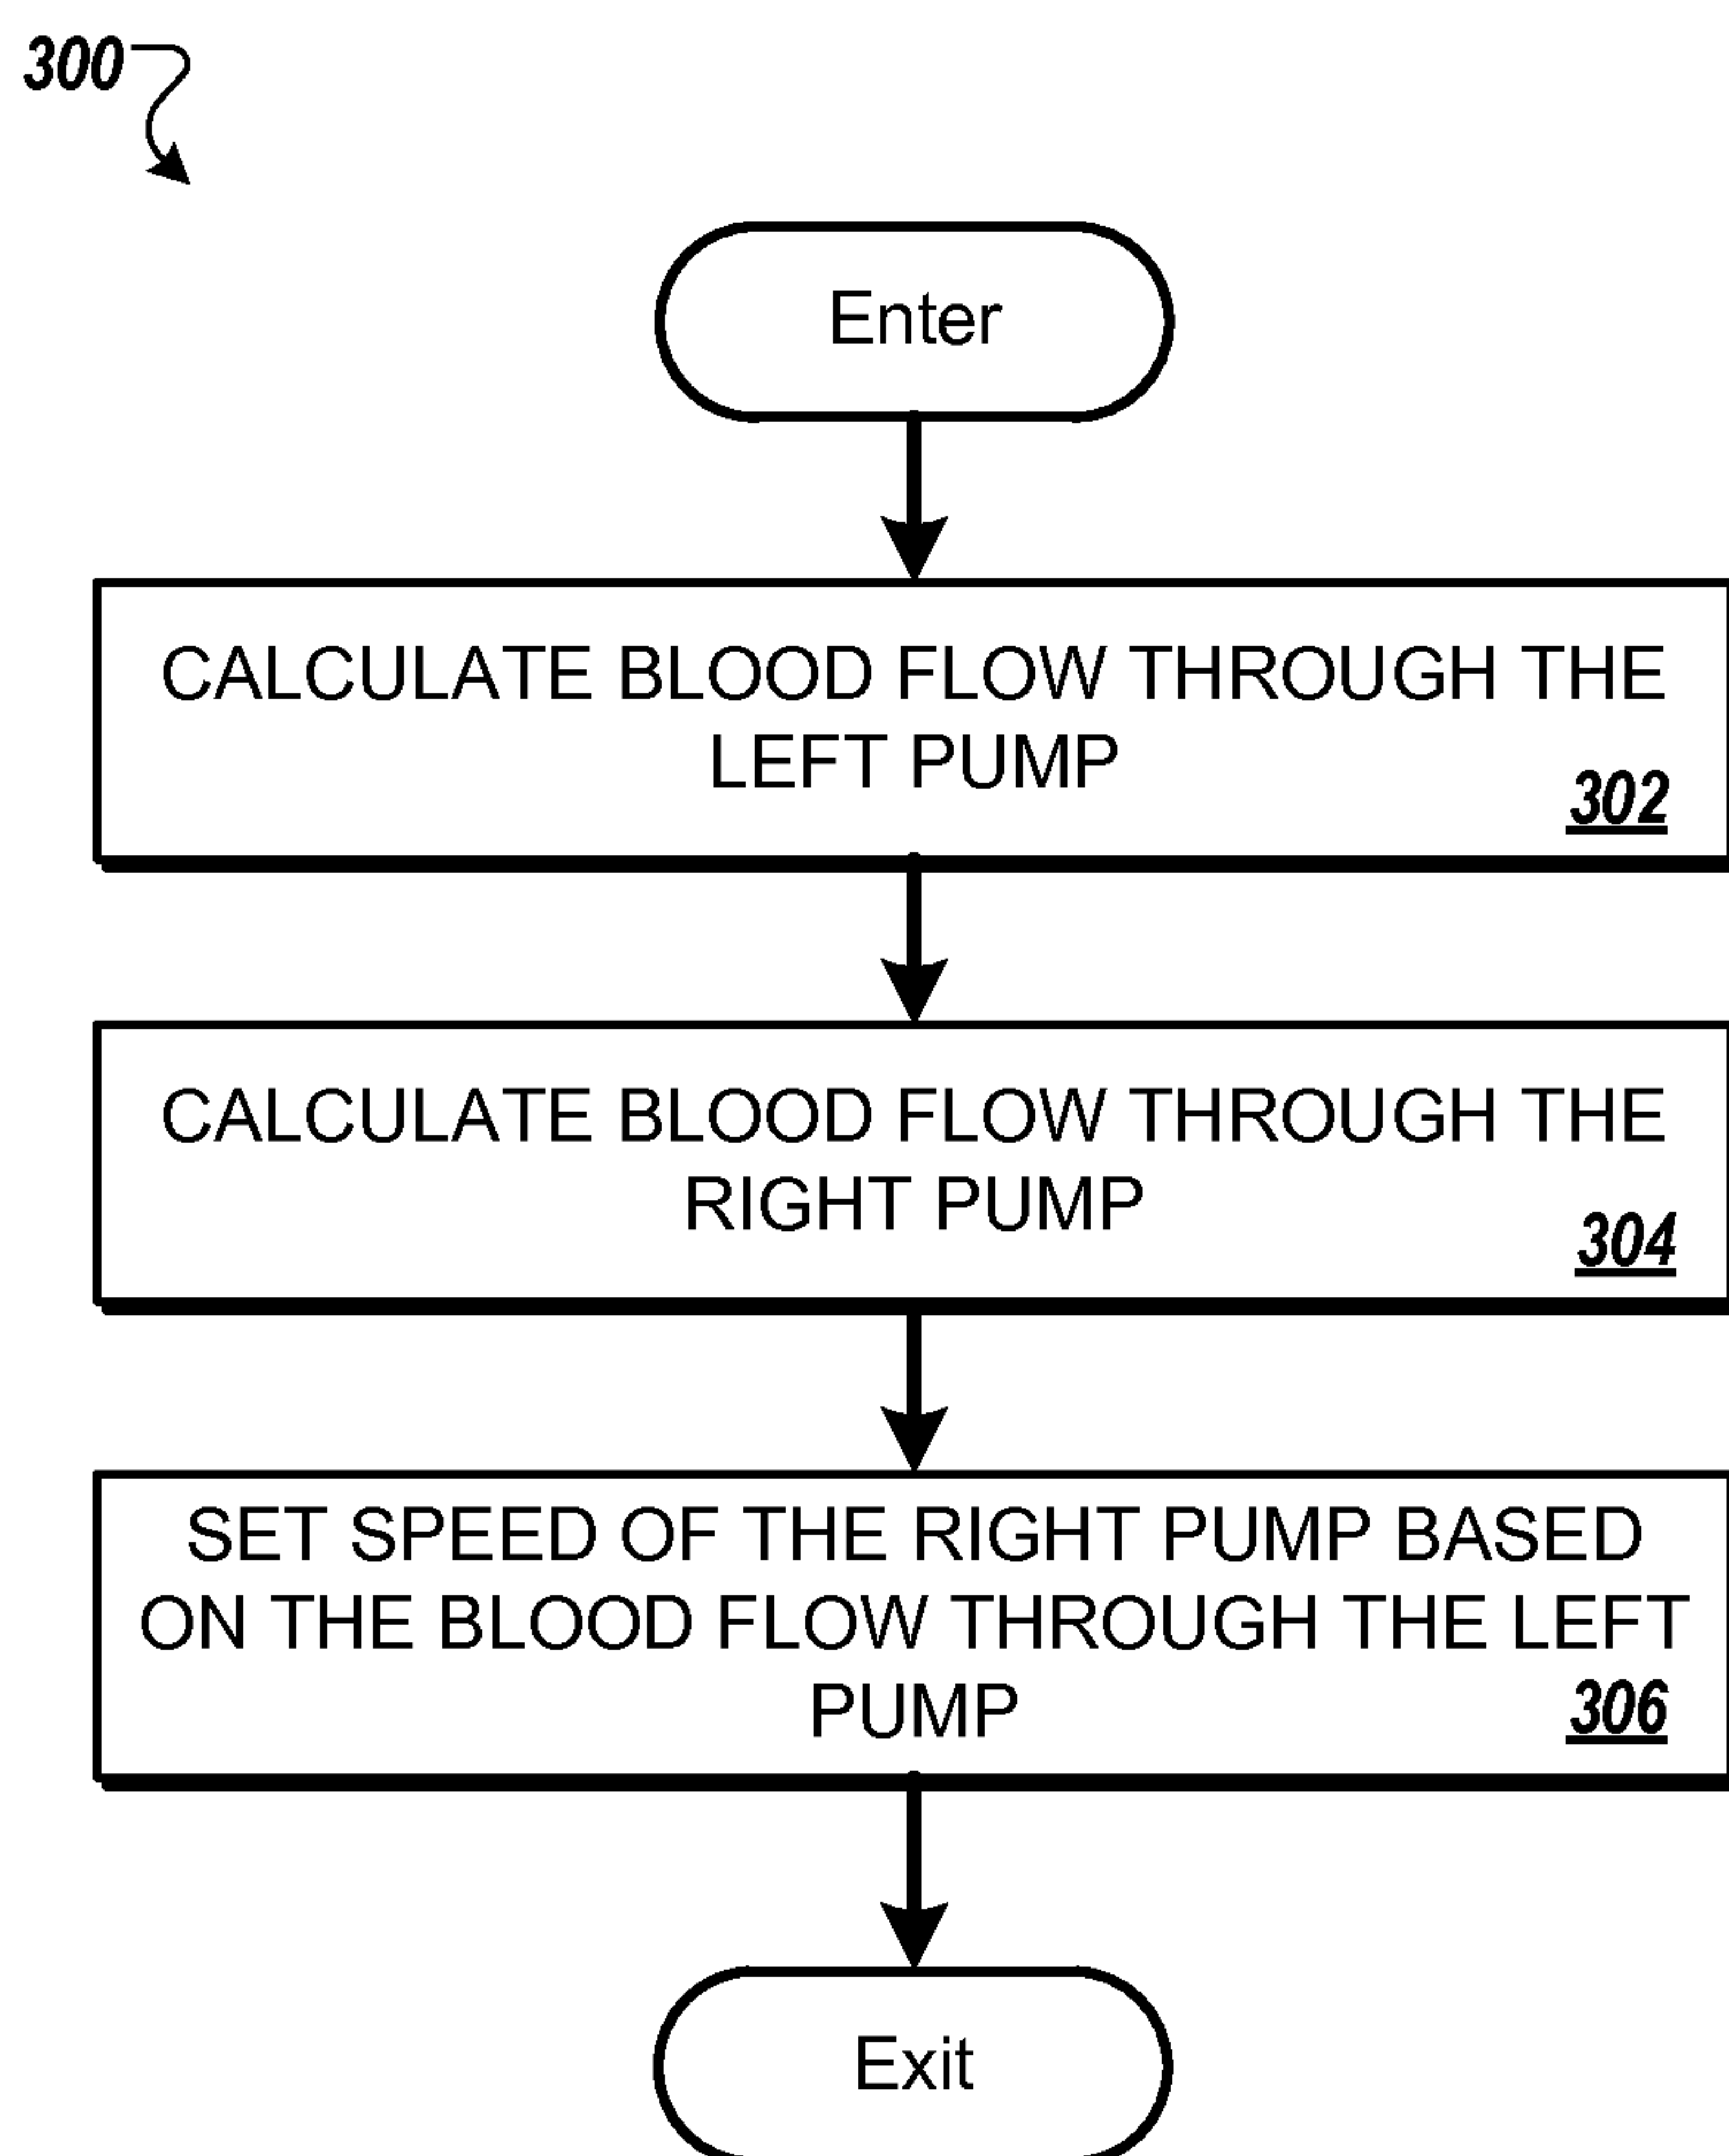 300
Enter
CALCULATE BLOOD FLOW THROUGH THE
LEFT PUMP
302
CALCULATE BLOOD FLOW THROUGH THE
RIGHT PUMP
304
SET SPEED OF THE RIGHT PUMP BASED
ON THE BLOOD FLOW THROUGH THE LEFT
PUMP
306
Exit